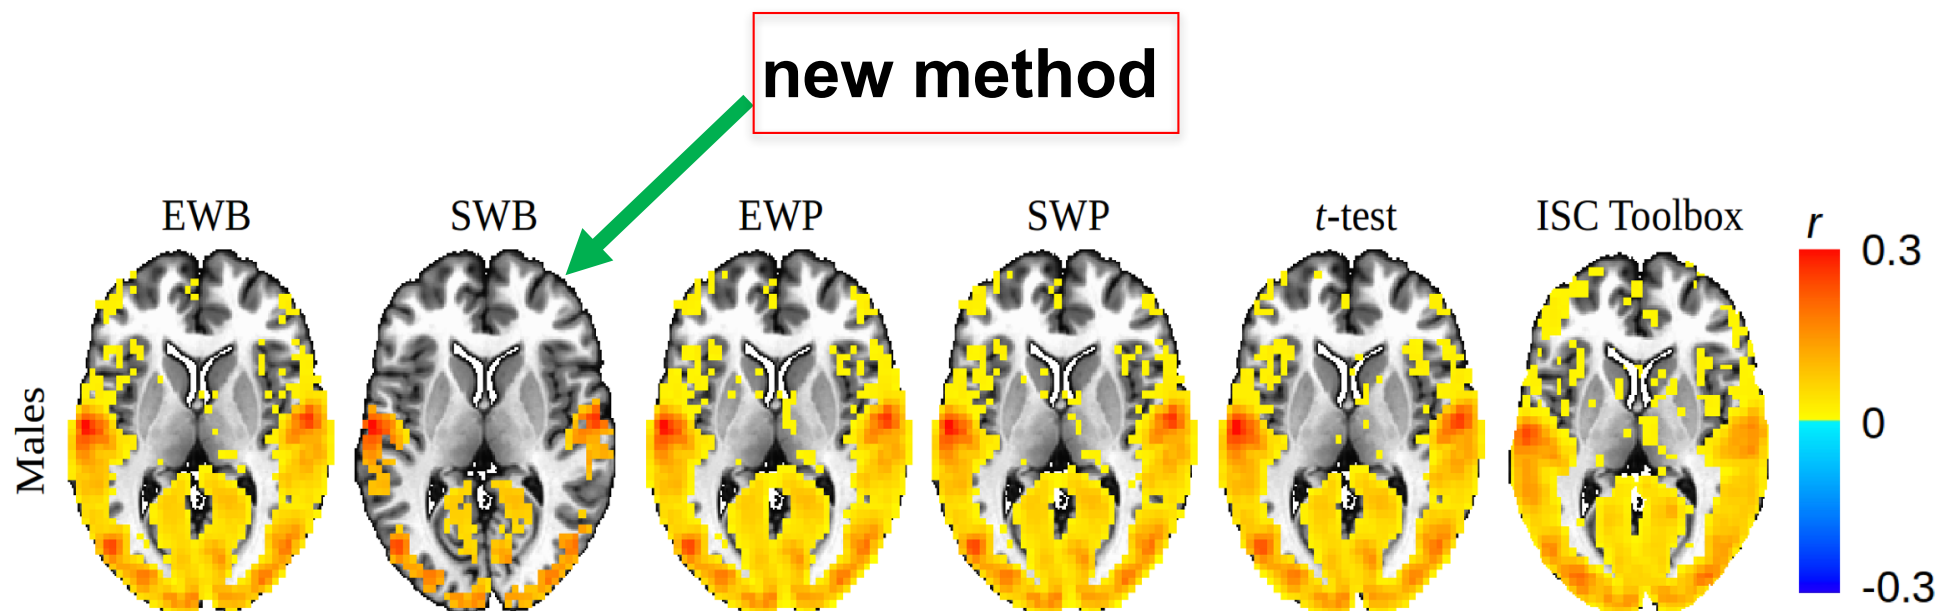 new method
EWB
SWB
EWP
SWP
t-test
ISC Toolbox
r
0.3
0
-0.3
Males